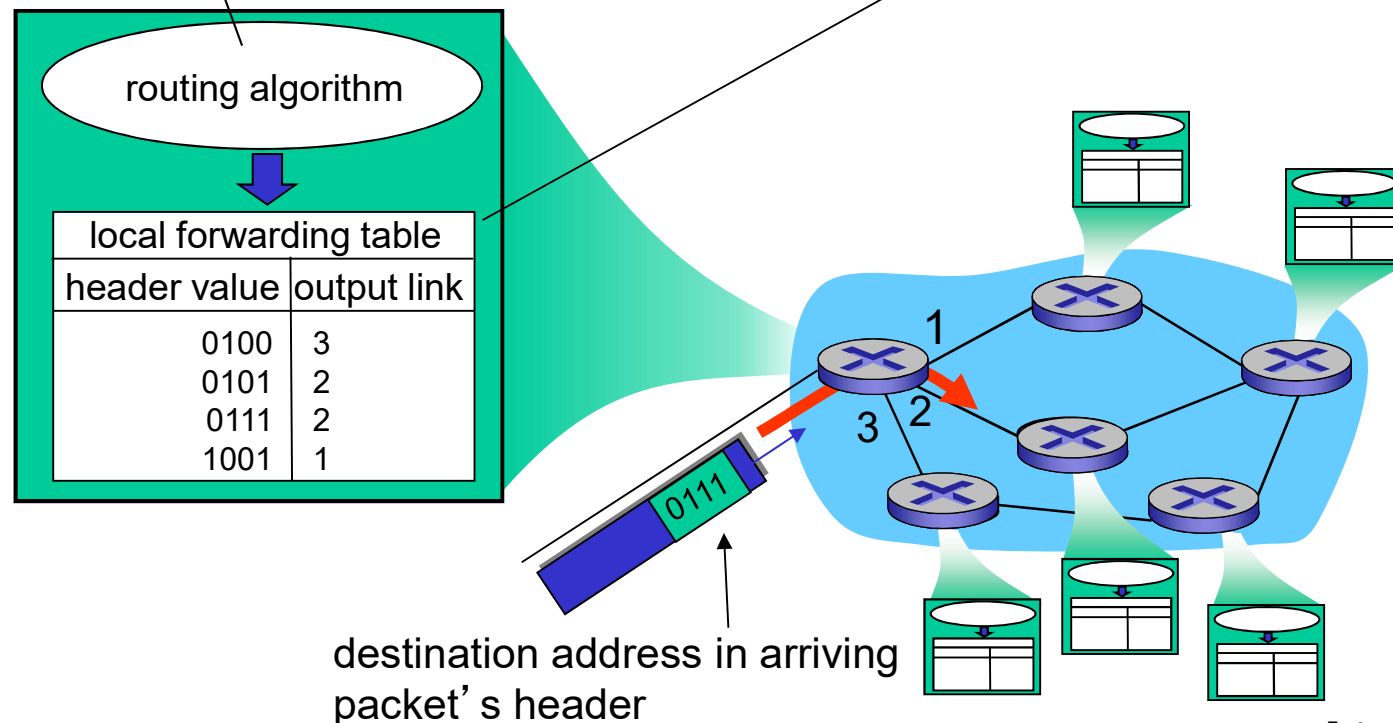 routing algorithm
local forwarding table
header value output link
0100 3
0101 2
0111 2
1001 1
1
2
3
0111
destination address in arriving
packet’s header